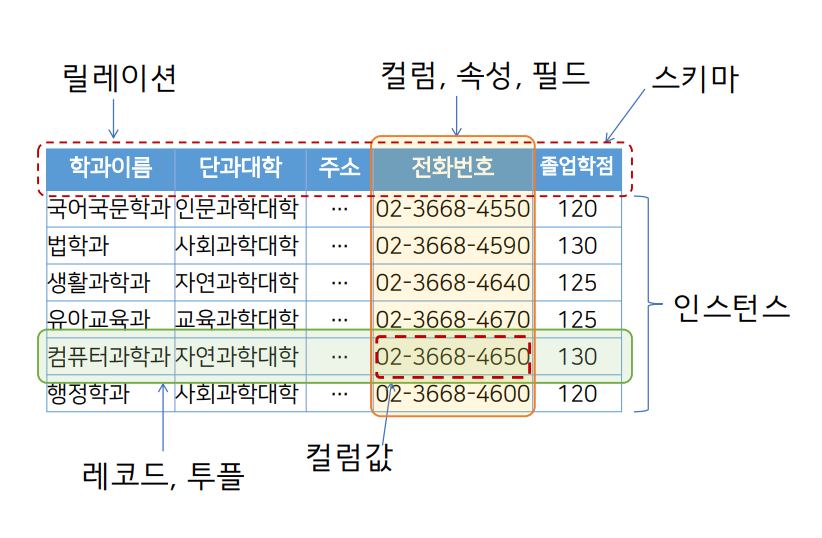 릴레이션 컬럼, 속성, 필드 스키마
학과이름 단과대학 주소 전화번호 졸업학점
국어국문학과 인문과학대학 … 02-3668-4550 120
법학과 사회과학대학 … 02-3668-4590 130
생활과학과 자연과학대학 … 02-3668-4640 125
유아교육과 교육과학대학 … 02-3668-4670 125
인스턴스
컴퓨터과학과 자연과학대학 … 02-3668-4650 130
행정학과 사회과학대학 … 02-3668-4600 120
레코드, 투플 컬럼값